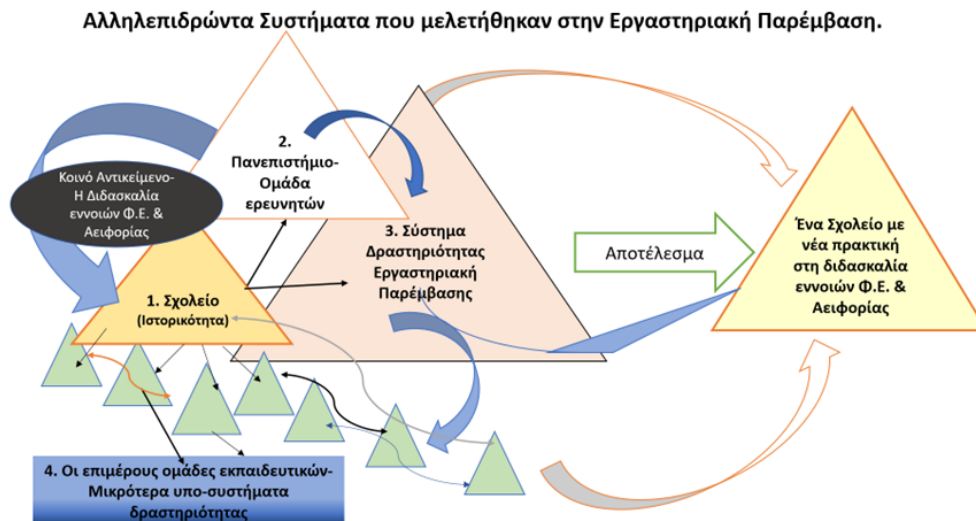 Αλληλεπιδρώντα Συστήματα που μελετήθηκαν στην Εργαστηριακή Παρέμβαση.
2.
Πανεπιστήμιο-
Ομάδα
ερευνητών
Κοινό Αντικείμενο-
Η Διδασκαλία
εννοιών Φ.Ε. &
Αειφορίας
3. Σύστημα
Δραστηριότητας
Εργαστηριακή
Παρέμβασης
Αποτέλεσμα
Ένα Σχολείο με
νέα πρακτική
στη διδασκαλία
εννοιών Φ.Ε. &
Αειφορίας
1. Σχολείο
(Ιστορικότητα)
4. Οι επιμέρους ομάδες εκπαιδευτικών-
Μικρότερα υπο-συστήματα
δραστηριότητας